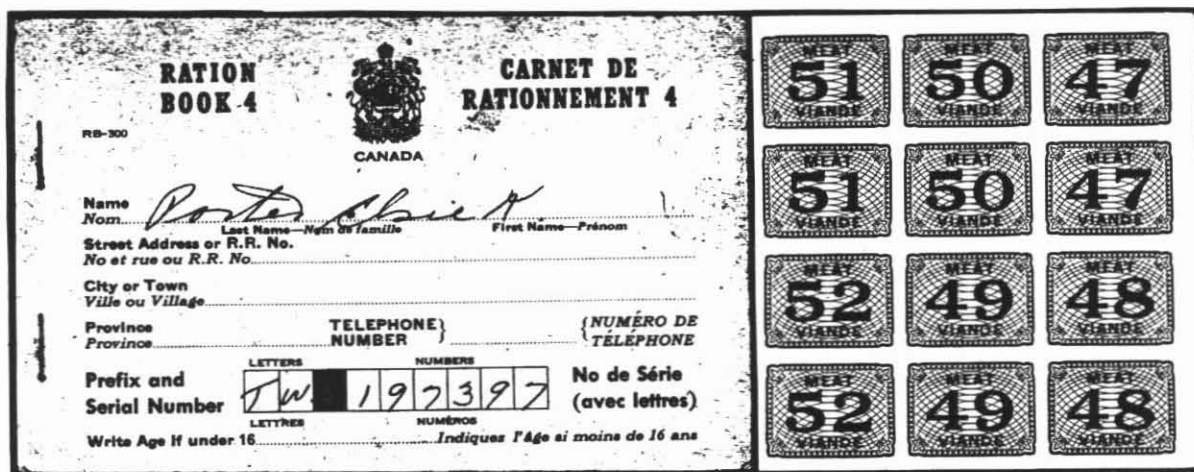 RATION BOOK 4
CARNET DE RATIONNEMENT 4
RB-300
CANADA
Name
Nom
Porter Elsie A
Last Name—Nom de famille
First Name—Prénom
Street Address or R.R. No.
No et rue ou R.R. No
City or Town
Ville ou Village
Province TELEPHONE NUMBER } {NUMÉRO DE TÉLÉPHONE
Province
LETTERS NUMBERS
Prefix and Serial Number TW 197397 No de Série (avec lettres)
LETTRES NUMÉROS
Write Age If under 16 Indiquez l'Age si moins de 16 ans
MEAT 51 VIANDE MEAT 50 VIANDE MEAT 47 VIANDE
MEAT 51 VIANDE MEAT 50 VIANDE MEAT 47 VIANDE
MEAT 52 VIANDE MEAT 49 VIANDE MEAT 48 VIANDE
MEAT 52 VIANDE MEAT 49 VIANDE MEAT 48 VIANDE